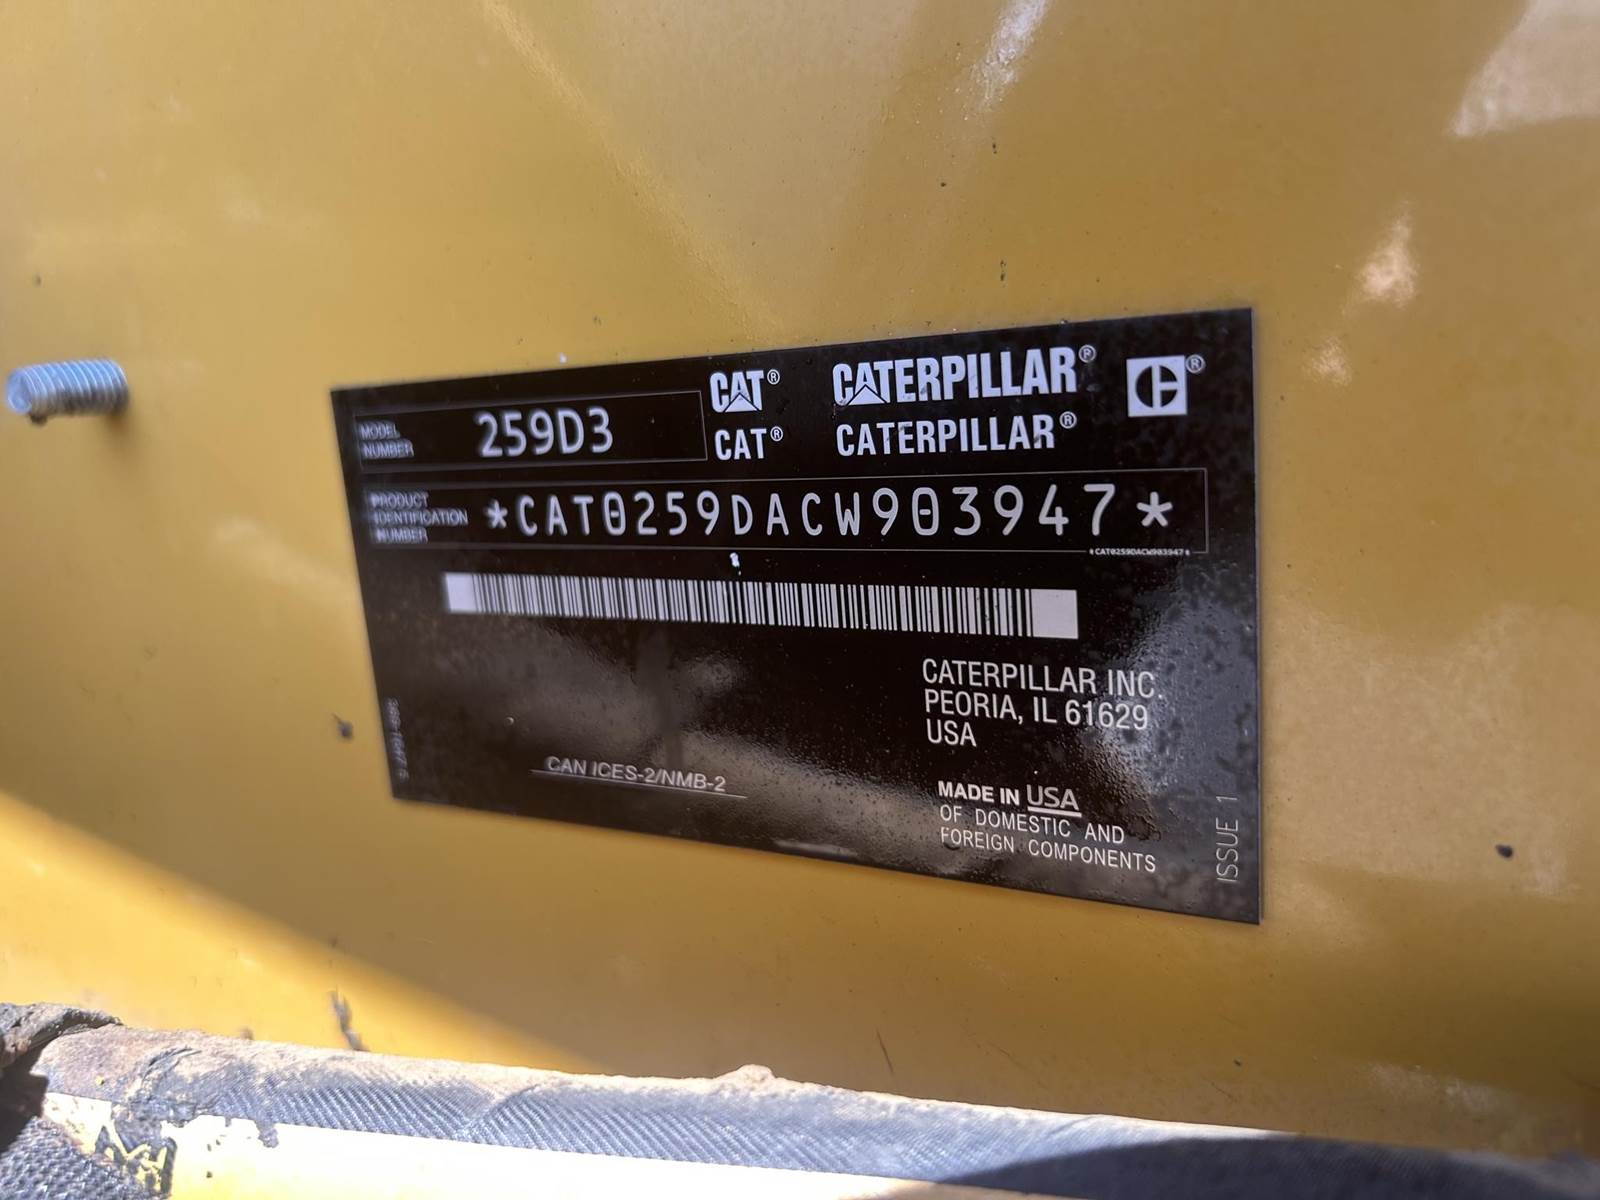 MODEL NUMBER 259D3
CAT® CATERPILLAR® ®
CAT® CATERPILLAR®
PRODUCT IDENTIFICATION NUMBER *CAT0259DACW903947*
*CAT0259DACW903947*
CATERPILLAR INC.
PEORIA, IL 61629
USA
CAN ICES-2/NMB-2
MADE IN USA
OF DOMESTIC AND
FOREIGN COMPONENTS
ISSUE 1